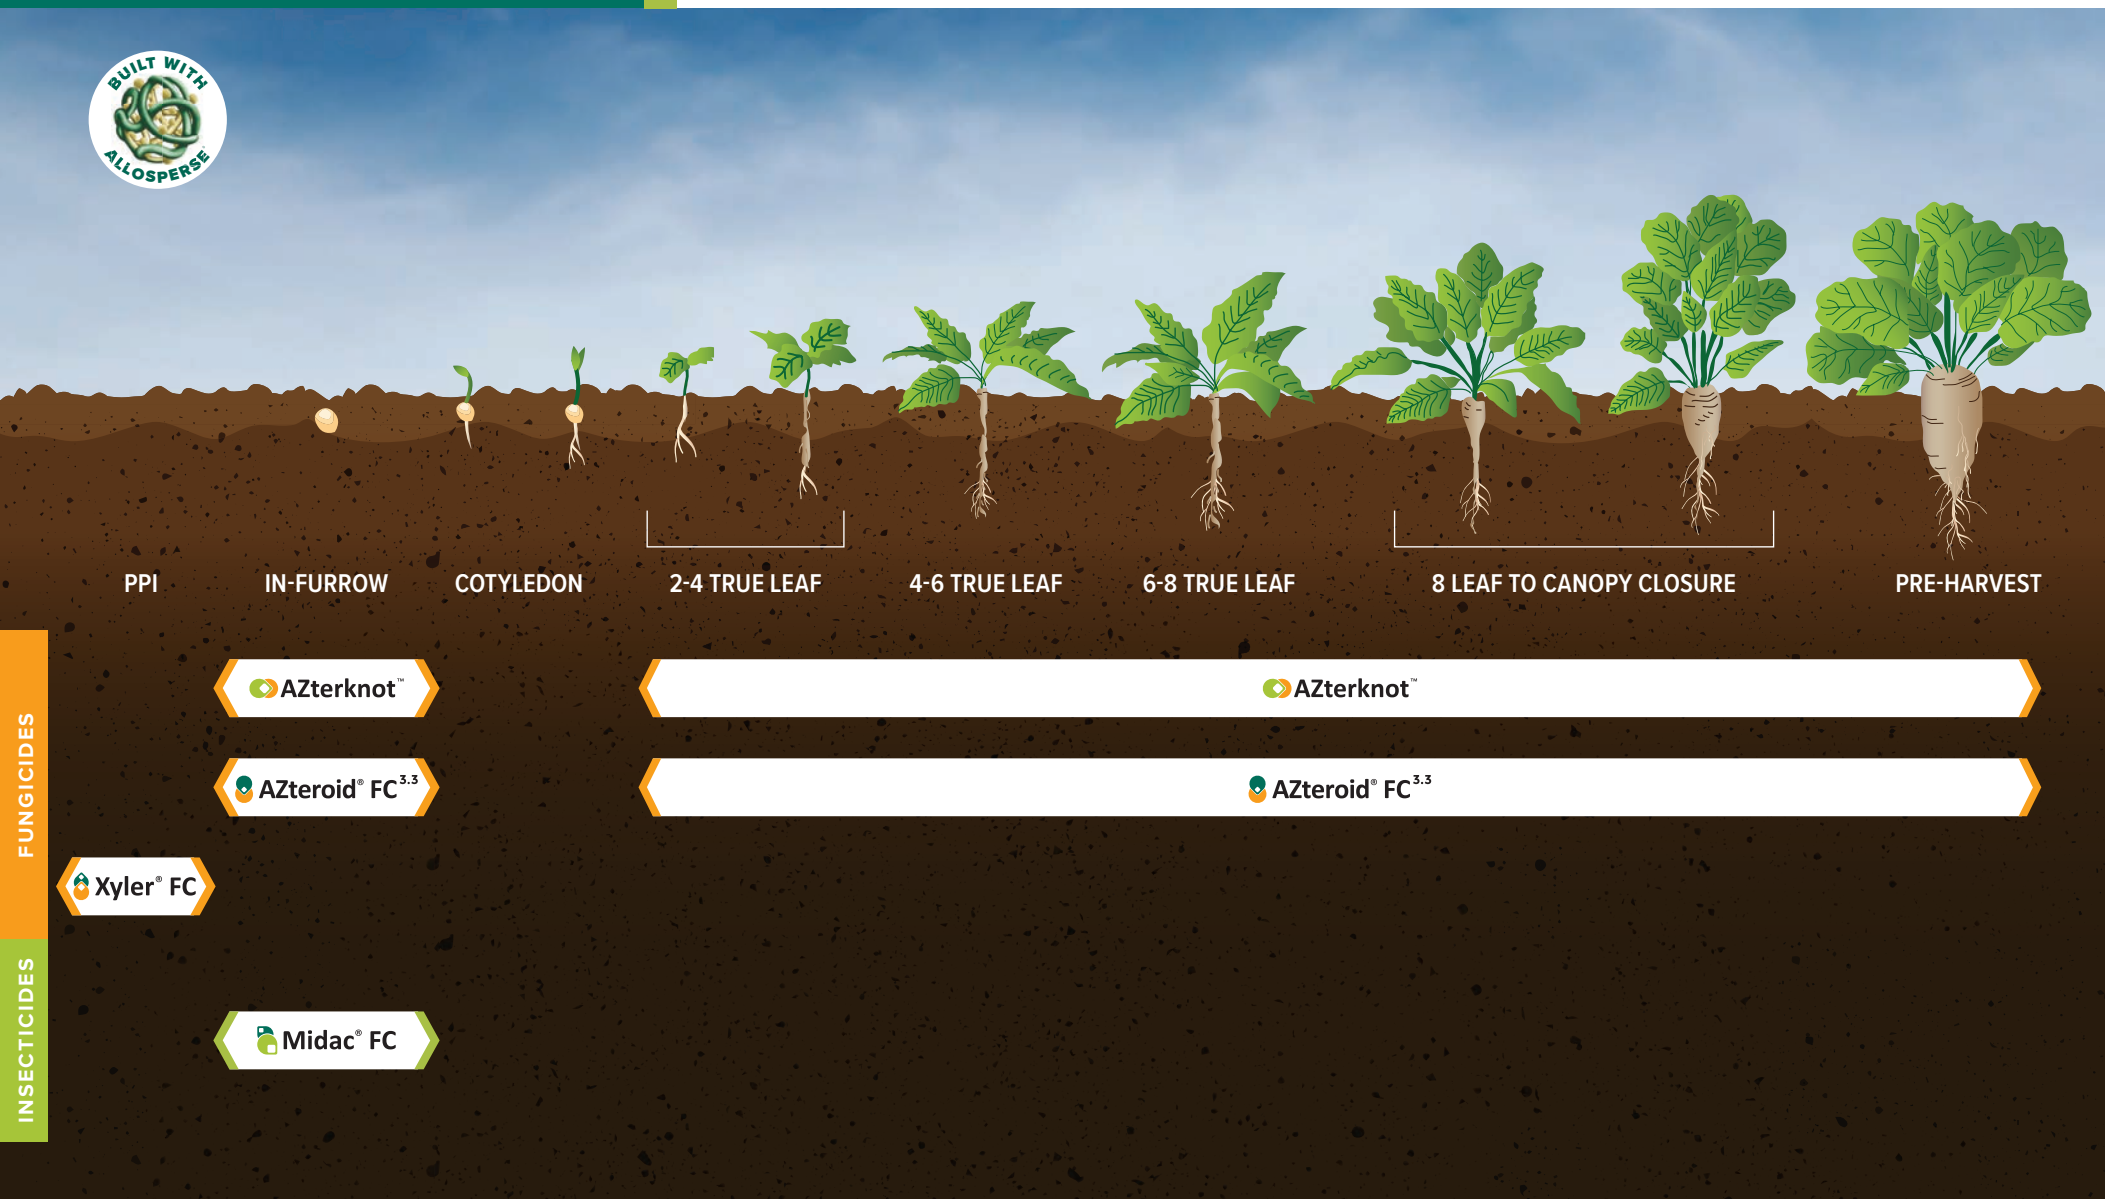 BUILT WITH
ALLOSPERSE
PPI
IN-FURROW
COTYLEDON
2-4 TRUE LEAF
4-6 TRUE LEAF
6-8 TRUE LEAF
8 LEAF TO CANOPY CLOSURE
PRE-HARVEST
FUNGICIDES
AZterknot™
AZterknot™
AZteroid® FC3.3
AZteroid® FC3.3
Xyler® FC
INSECTICIDES
Midac® FC